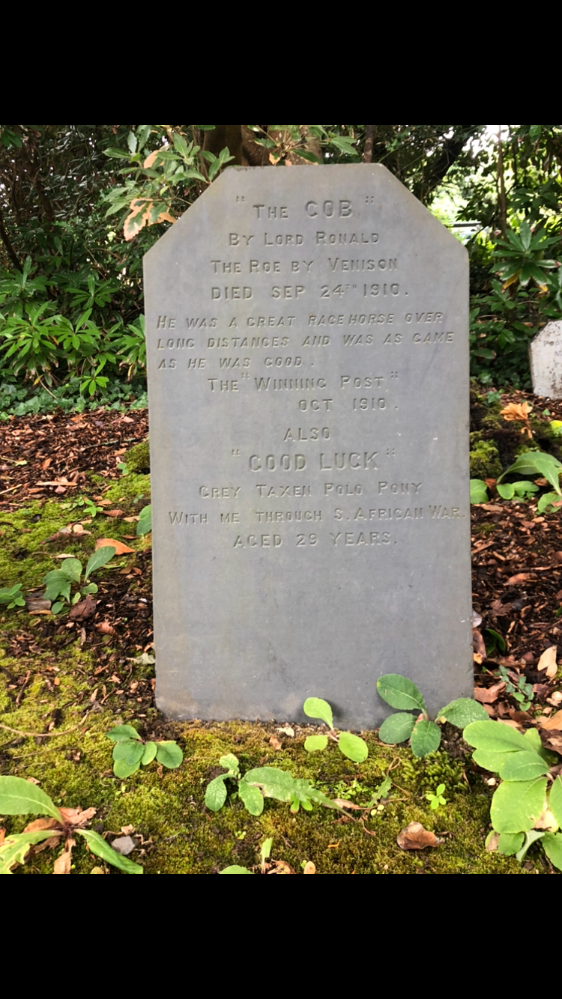 "THE COB"
BY LORD RONALD
THE ROE BY VENISON
DIED SEP 24TH 1910.
HE WAS A GREAT RACEHORSE OVER
LONG DISTANCES AND WAS AS GAME
AS HE WAS GOOD.
THE "WINNING POST"
OCT 1910.
ALSO
"GOOD LUCK"
GREY TAXEN POLO PONY
WITH ME THROUGH S. AFRICAN WAR.
AGED 29 YEARS.